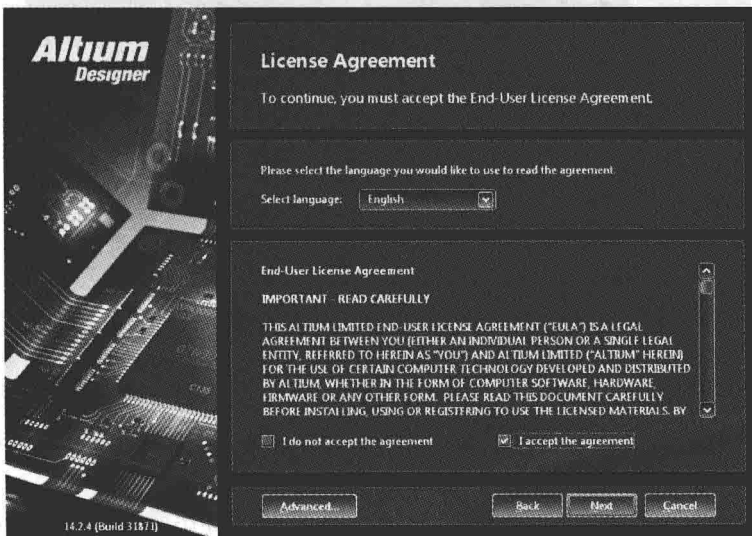 Altium
Designer
License Agreement
To continue, you must accept the End-User License Agreement.
Please select the language you would like to use to read the agreement.
Select language: English
End-User License Agreement
IMPORTANT - READ CAREFULLY
THIS ALTIUM LIMITED END-USER LICENSE AGREEMENT ("EULA") IS A LEGAL
AGREEMENT BETWEEN YOU (EITHER AN INDIVIDUAL PERSON OR A SINGLE LEGAL
ENTITY, REFERRED TO HEREIN AS "YOU") AND ALTIUM LIMITED ("ALTIUM" HEREIN)
FOR THE USE OF CERTAIN COMPUTER TECHNOLOGY DEVELOPED AND DISTRIBUTED
BY ALTIUM, WHETHER IN THE FORM OF COMPUTER SOFTWARE, HARDWARE,
FIRMWARE OR ANY OTHER FORM. PLEASE READ THIS DOCUMENT CAREFULLY
BEFORE INSTALLING, USING OR REGISTERING TO USE THE LICENSED MATERIALS. BY
I do not accept the agreement I accept the agreement
Advanced... Back Next Cancel
14.2.4 (Build 31871)